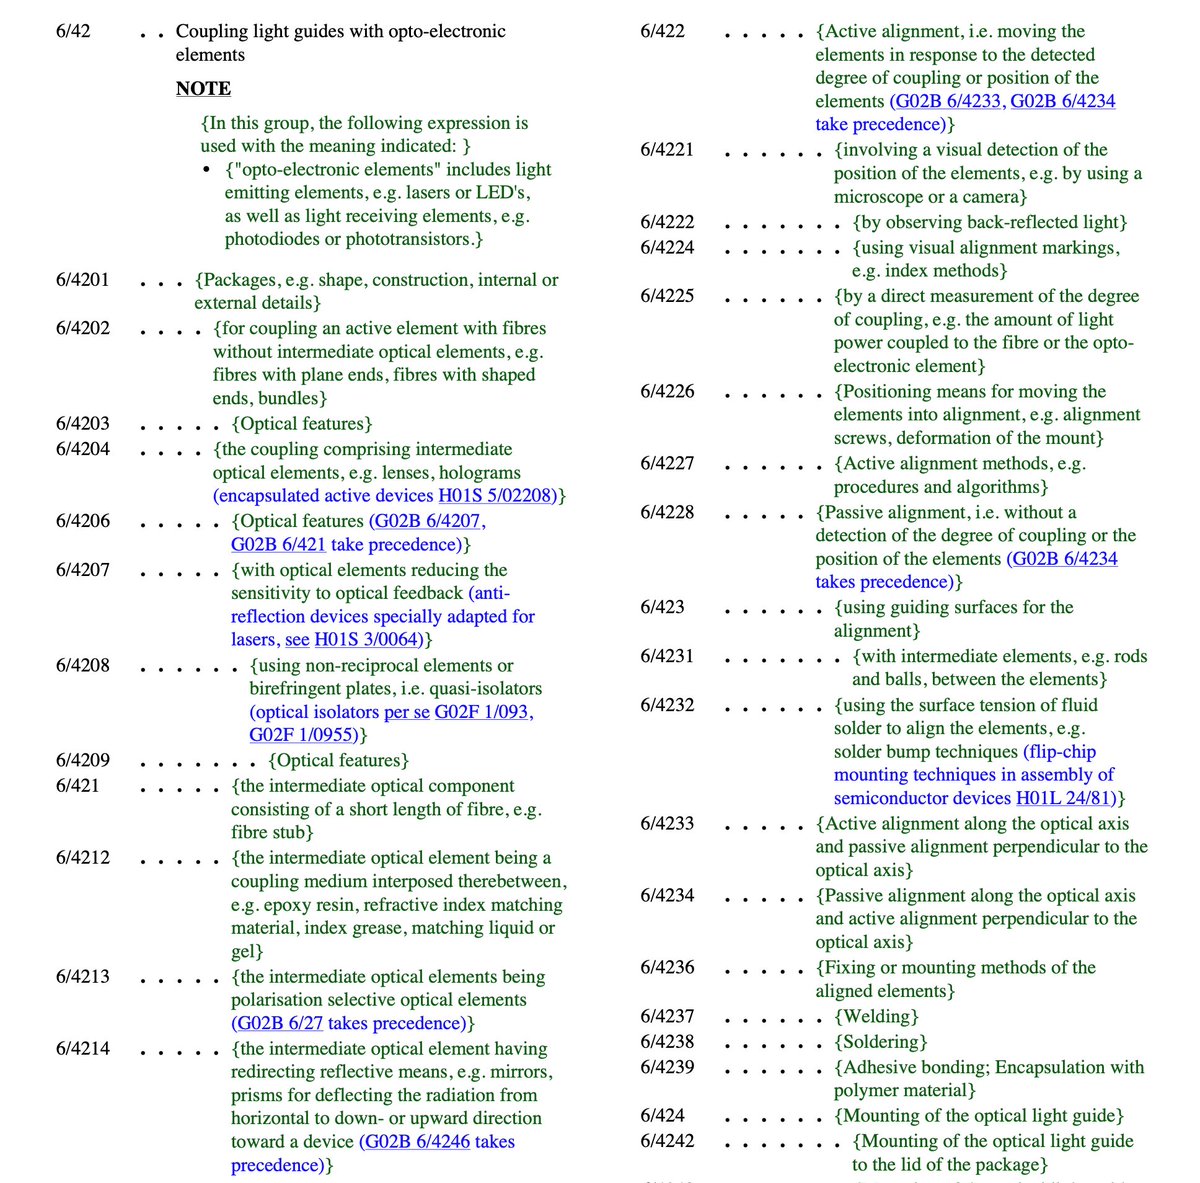 6/42 . . Coupling light guides with opto-electronic
elements
NOTE
{In this group, the following expression is
used with the meaning indicated: }
• {"opto-electronic elements" includes light
emitting elements, e.g. lasers or LED's,
as well as light receiving elements, e.g.
photodiodes or phototransistors.}
6/4201 . . . {Packages, e.g. shape, construction, internal or
external details}
6/4202 . . . . {for coupling an active element with fibres
without intermediate optical elements, e.g.
fibres with plane ends, fibres with shaped
ends, bundles}
6/4203 . . . . . {Optical features}
6/4204 . . . . {the coupling comprising intermediate
optical elements, e.g. lenses, holograms
(encapsulated active devices H01S 5/02208)}
6/4206 . . . . . {Optical features (G02B 6/4207,
G02B 6/421 take precedence)}
6/4207 . . . . . {with optical elements reducing the
sensitivity to optical feedback (anti-
reflection devices specially adapted for
lasers, see H01S 3/0064)}
6/4208 . . . . . . {using non-reciprocal elements or
birefringent plates, i.e. quasi-isolators
(optical isolators per se G02F 1/093,
G02F 1/0955)}
6/4209 . . . . . . . {Optical features}
6/421 . . . . . {the intermediate optical component
consisting of a short length of fibre, e.g.
fibre stub}
6/4212 . . . . . {the intermediate optical element being a
coupling medium interposed therebetween,
e.g. epoxy resin, refractive index matching
material, index grease, matching liquid or
gel}
6/4213 . . . . . {the intermediate optical elements being
polarisation selective optical elements
(G02B 6/27 takes precedence)}
6/4214 . . . . . {the intermediate optical element having
redirecting reflective means, e.g. mirrors,
prisms for deflecting the radiation from
horizontal to down- or upward direction
toward a device (G02B 6/4246 takes
precedence)}
6/422 . . . . . {Active alignment, i.e. moving the
elements in response to the detected
degree of coupling or position of the
elements (G02B 6/4233, G02B 6/4234
take precedence)}
6/4221 . . . . . . {involving a visual detection of the
position of the elements, e.g. by using a
microscope or a camera}
6/4222 . . . . . . . {by observing back-reflected light}
6/4224 . . . . . . . {using visual alignment markings,
e.g. index methods}
6/4225 . . . . . . {by a direct measurement of the degree
of coupling, e.g. the amount of light
power coupled to the fibre or the opto-
electronic element}
6/4226 . . . . . . {Positioning means for moving the
elements into alignment, e.g. alignment
screws, deformation of the mount}
6/4227 . . . . . . {Active alignment methods, e.g.
procedures and algorithms}
6/4228 . . . . . {Passive alignment, i.e. without a
detection of the degree of coupling or the
position of the elements (G02B 6/4234
takes precedence)}
6/423 . . . . . . {using guiding surfaces for the
alignment}
6/4231 . . . . . . . {with intermediate elements, e.g. rods
and balls, between the elements}
6/4232 . . . . . . {using the surface tension of fluid
solder to align the elements, e.g.
solder bump techniques (flip-chip
mounting techniques in assembly of
semiconductor devices H01L 24/81)}
6/4233 . . . . . {Active alignment along the optical axis
and passive alignment perpendicular to the
optical axis}
6/4234 . . . . . {Passive alignment along the optical axis
and active alignment perpendicular to the
optical axis}
6/4236 . . . . . {Fixing or mounting methods of the
aligned elements}
6/4237 . . . . . . {Welding}
6/4238 . . . . . . {Soldering}
6/4239 . . . . . . {Adhesive bonding; Encapsulation with
polymer material}
6/424 . . . . . . {Mounting of the optical light guide}
6/4242 . . . . . . . {Mounting of the optical light guide
to the lid of the package}